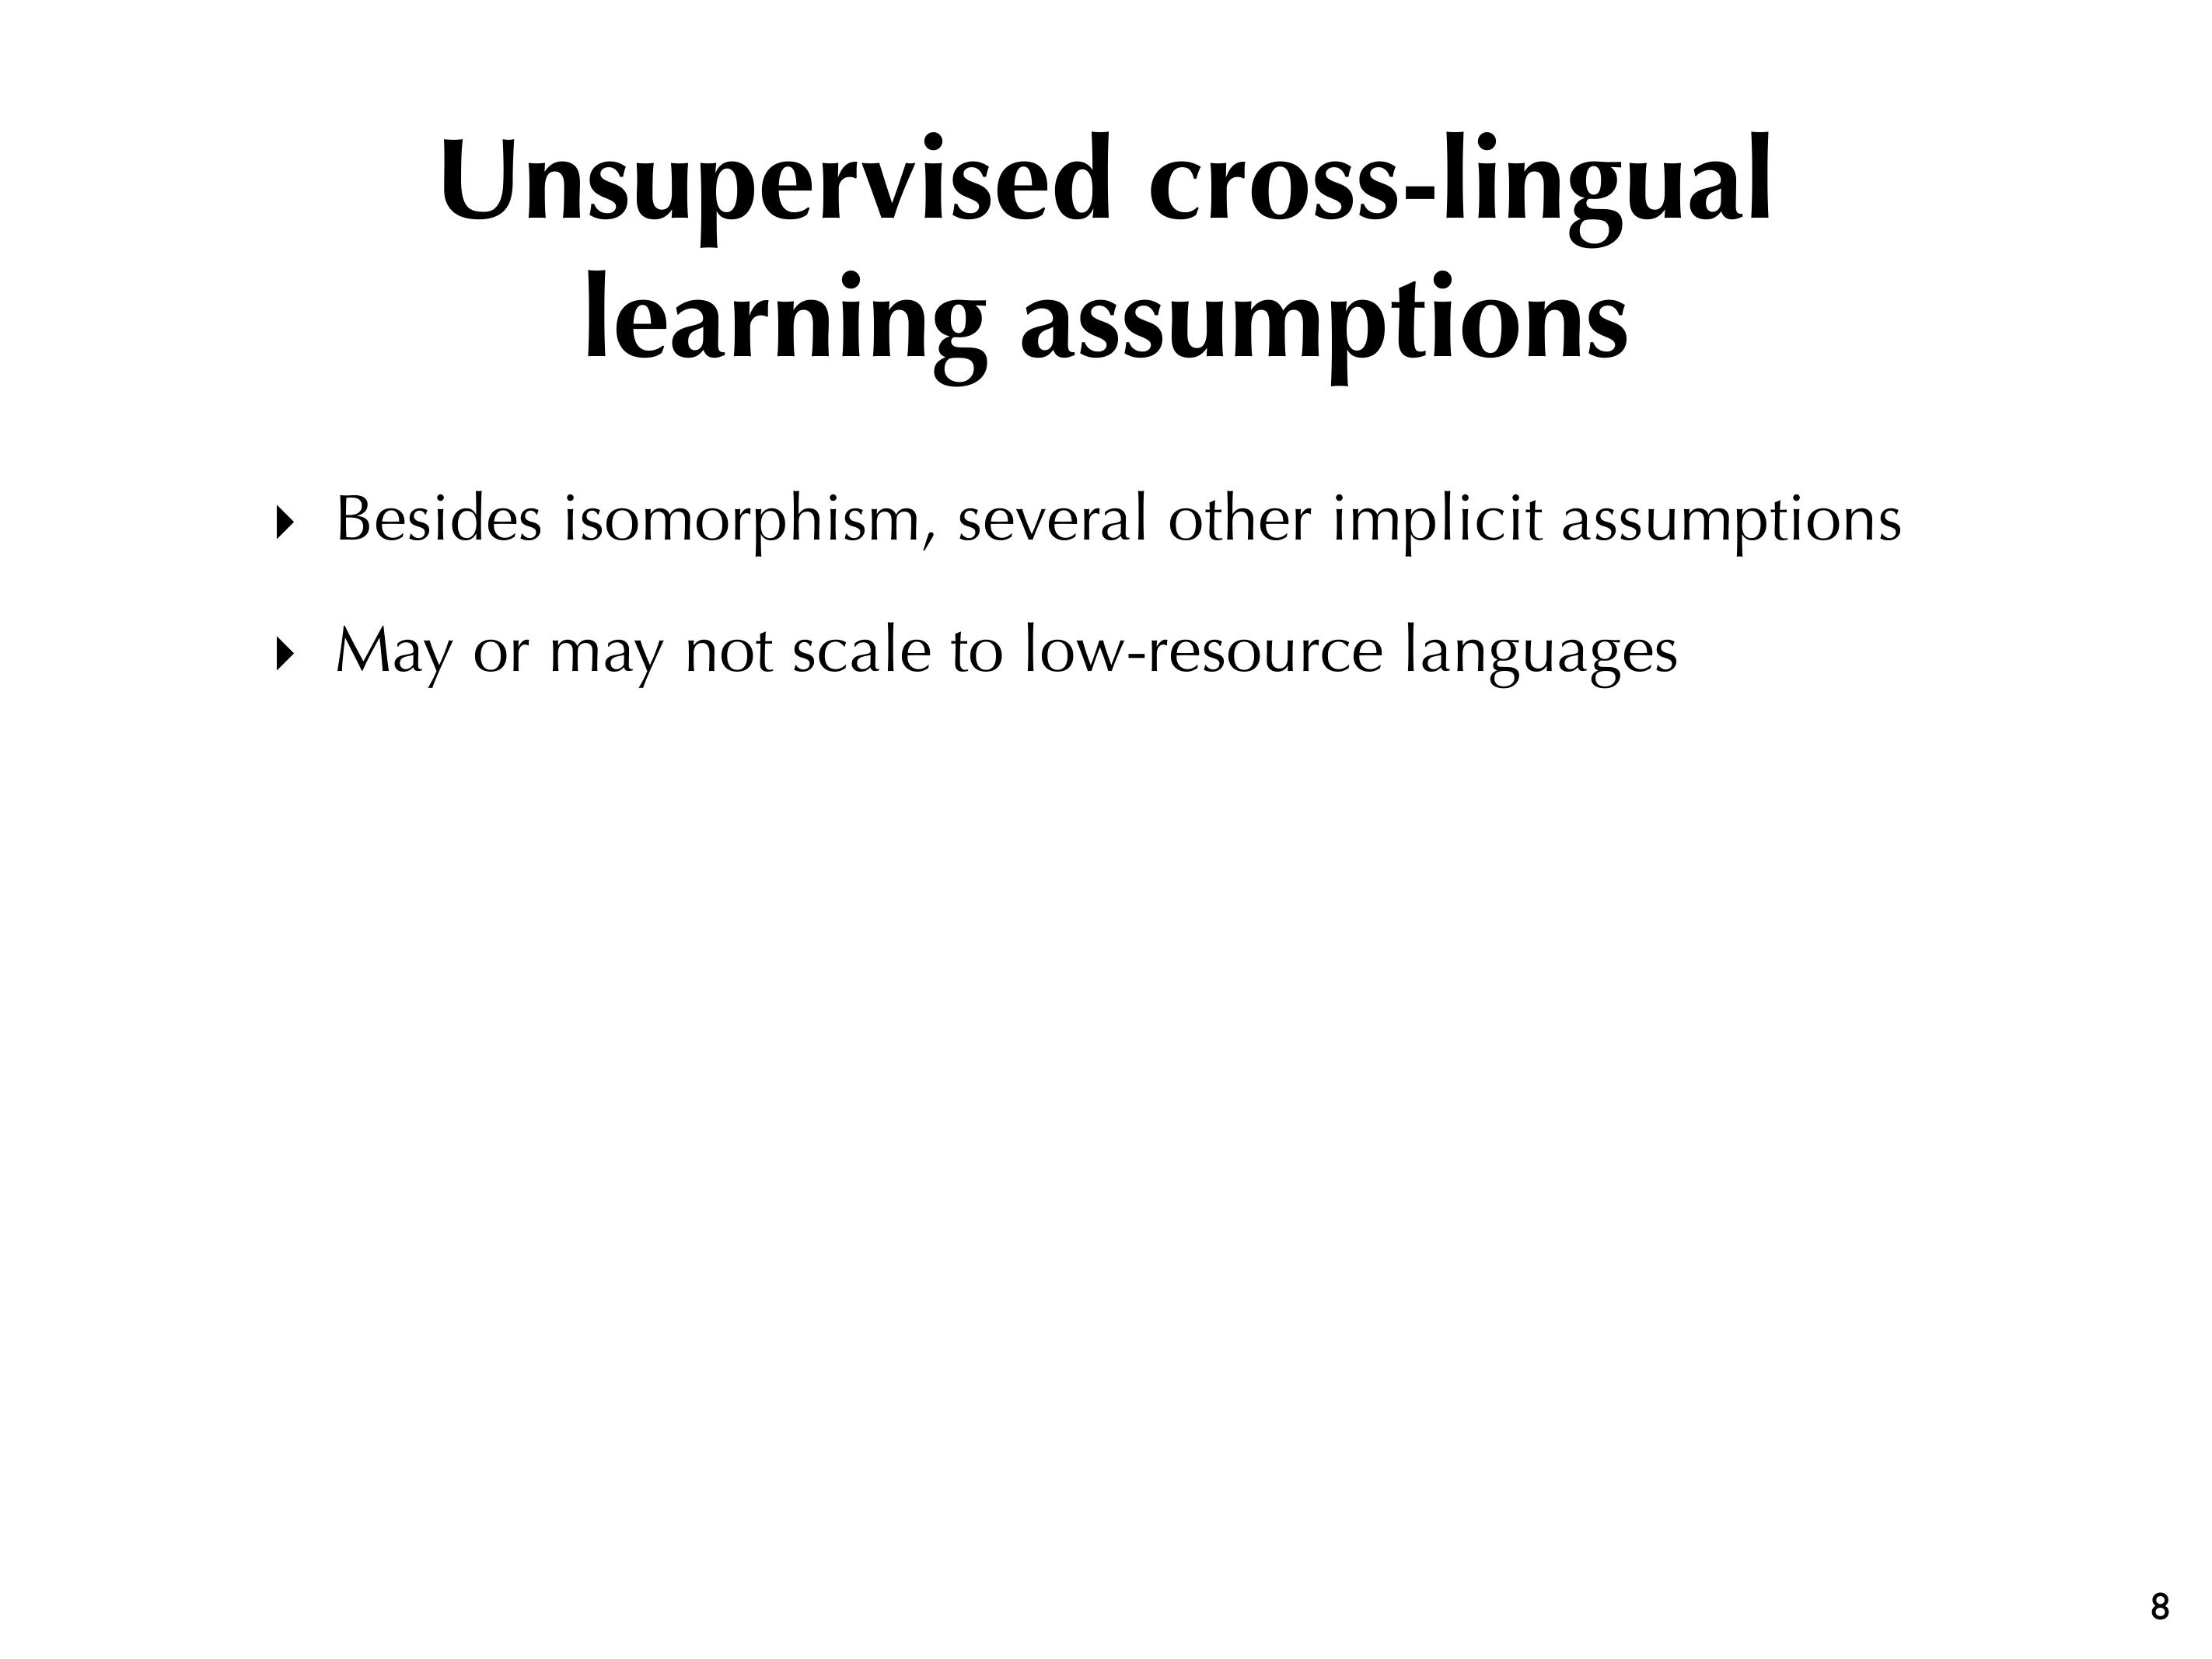 Unsupervised cross-lingual
learning assumptions
‣ Besides isomorphism, several other implicit assumptions
‣ May or may not scale to low-resource languages
8